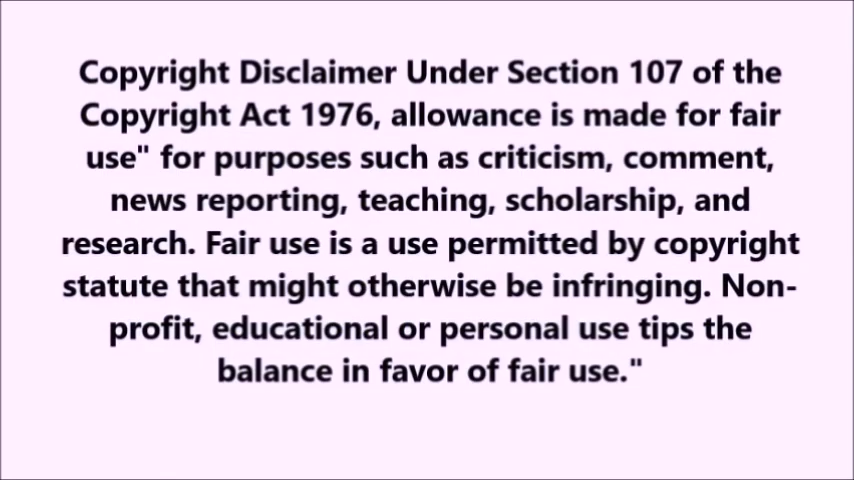 Copyright Disclaimer Under Section 107 of the
Copyright Act 1976, allowance is made for fair
use" for purposes such as criticism, comment,
news reporting, teaching, scholarship, and
research. Fair use is a use permitted by copyright
statute that might otherwise be infringing. Non-
profit, educational or personal use tips the
balance in favor of fair use."